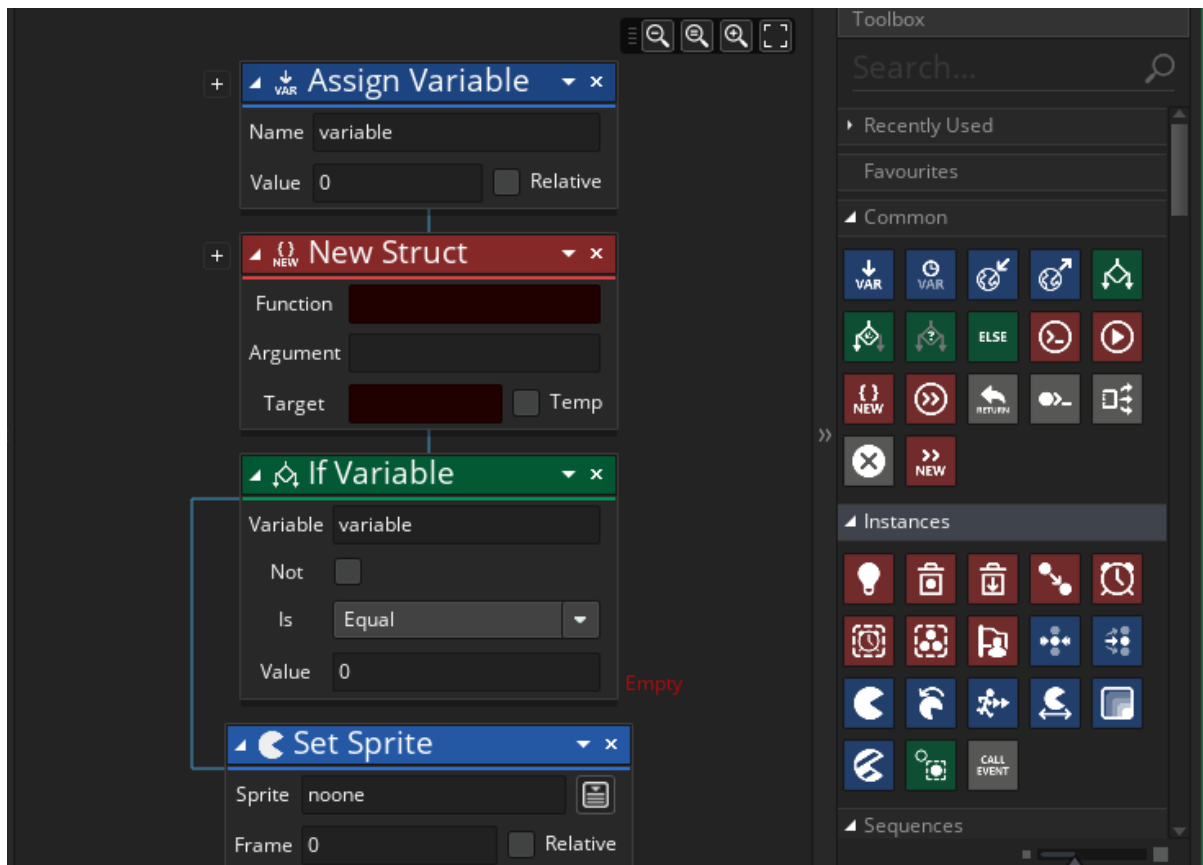 Assign Variable
Name variable
Value 0 Relative
New Struct
Function
Argument
Target Temp
If Variable
Variable variable
Not
Is Equal
Value 0
Empty
Set Sprite
Sprite noone
Frame 0 Relative
Toolbox
Search...
Recently Used
Favourites
Common
VAR VAR
ELSE
NEW RETURN
NEW
Instances
CALL
EVENT
Sequences